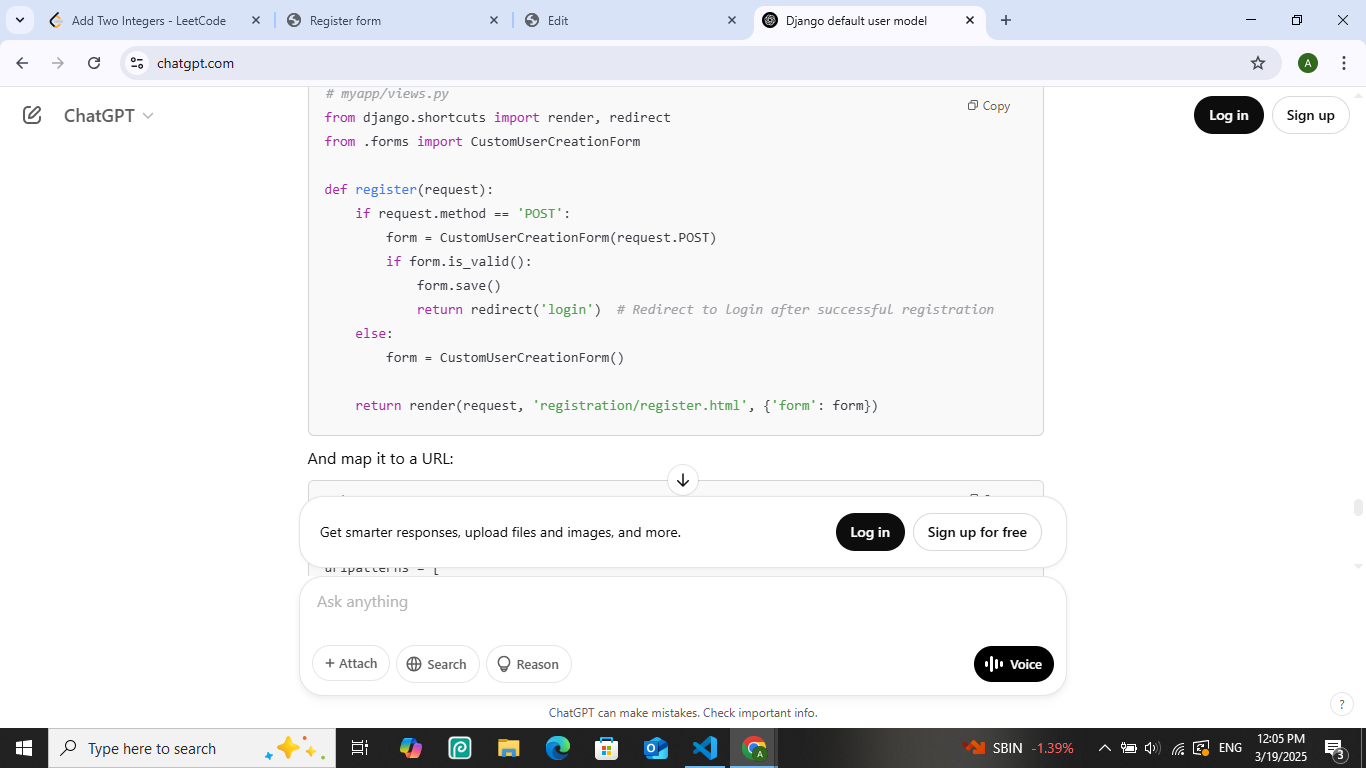 Add Two Integers - LeetCode
Register form
Edit
Django default user model
chatgpt.com
ChatGPT
Log in
Sign up
# myapp/views.py
Copy
from django.shortcuts import render, redirect
from .forms import CustomUserCreationForm
def register(request):
    if request.method == 'POST':
        form = CustomUserCreationForm(request.POST)
        if form.is_valid():
            form.save()
            return redirect('login')  # Redirect to login after successful registration
    else:
        form = CustomUserCreationForm()
    return render(request, 'registration/register.html', {'form': form})
And map it to a URL:
Get smarter responses, upload files and images, and more.
Log in
Sign up for free
urlpatterns = [
Ask anything
+ Attach
Search
Reason
Voice
ChatGPT can make mistakes. Check important info.
?
Type here to search
SBIN -1.39%
ENG
12:05 PM
3/19/2025
3
A